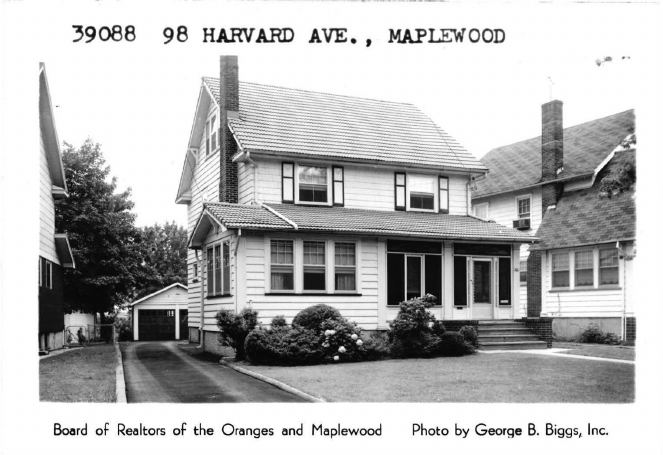 39088 98 HARVARD AVE., MAPLEWOOD
Board of Realtors of the Oranges and Maplewood Photo by George B. Biggs, Inc.